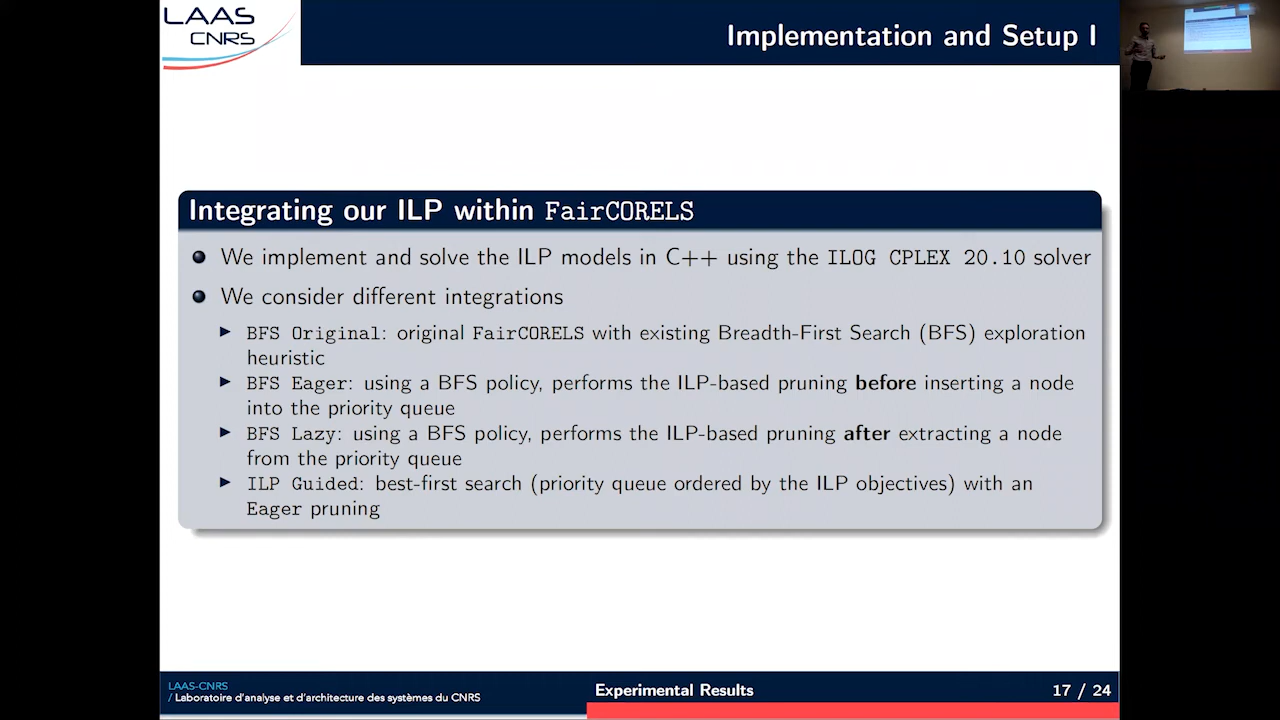 LAAS
CNRS
Implementation and Setup I
Integrating our ILP within FairCORELS
We implement and solve the ILP models in C++ using the ILOG CPLEX 20.10 solver
We consider different integrations
BFS Original: original FairCORELS with existing Breadth-First Search (BFS) exploration
heuristic
BFS Eager: using a BFS policy, performs the ILP-based pruning before inserting a node
into the priority queue
BFS Lazy: using a BFS policy, performs the ILP-based pruning after extracting a node
from the priority queue
ILP Guided: best-first search (priority queue ordered by the ILP objectives) with an
Eager pruning
LAAS-CNRS
/ Laboratoire d'analyse et d'architecture des systèmes du CNRS
Experimental Results
17 / 24